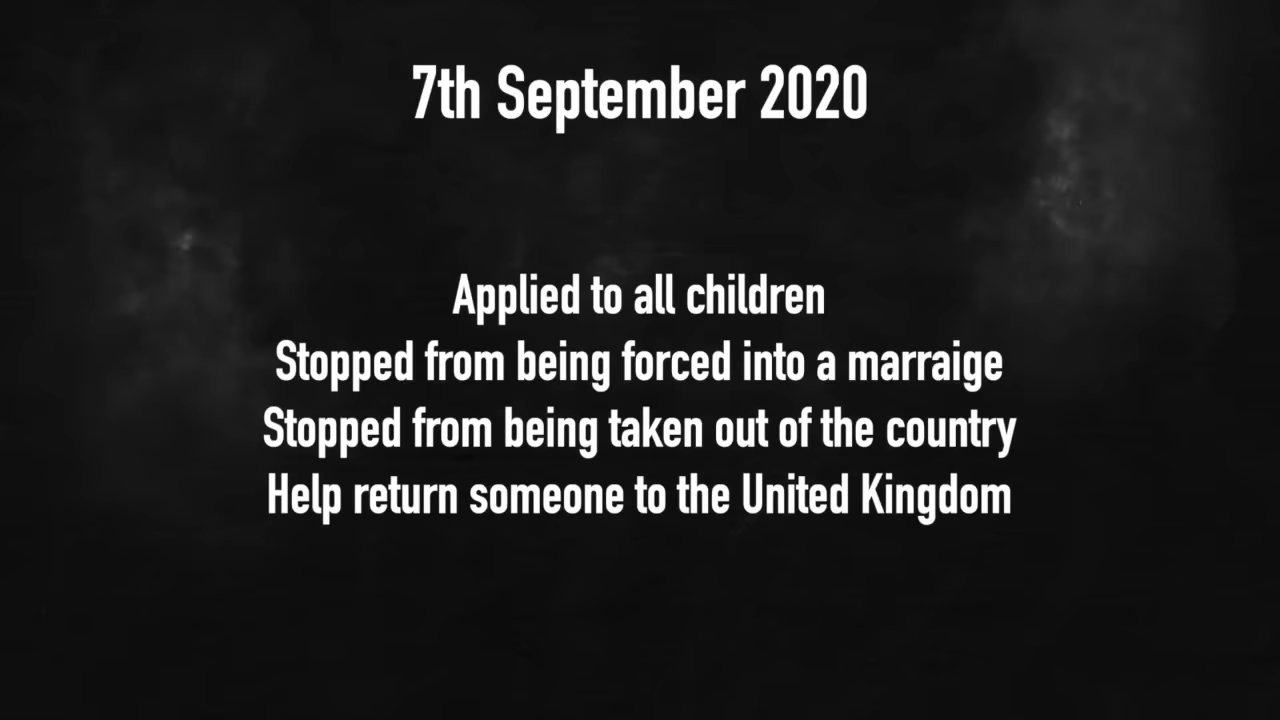 7th September 2020
Applied to all children
Stopped from being forced into a marraige
Stopped from being taken out of the country
Help return someone to the United Kingdom